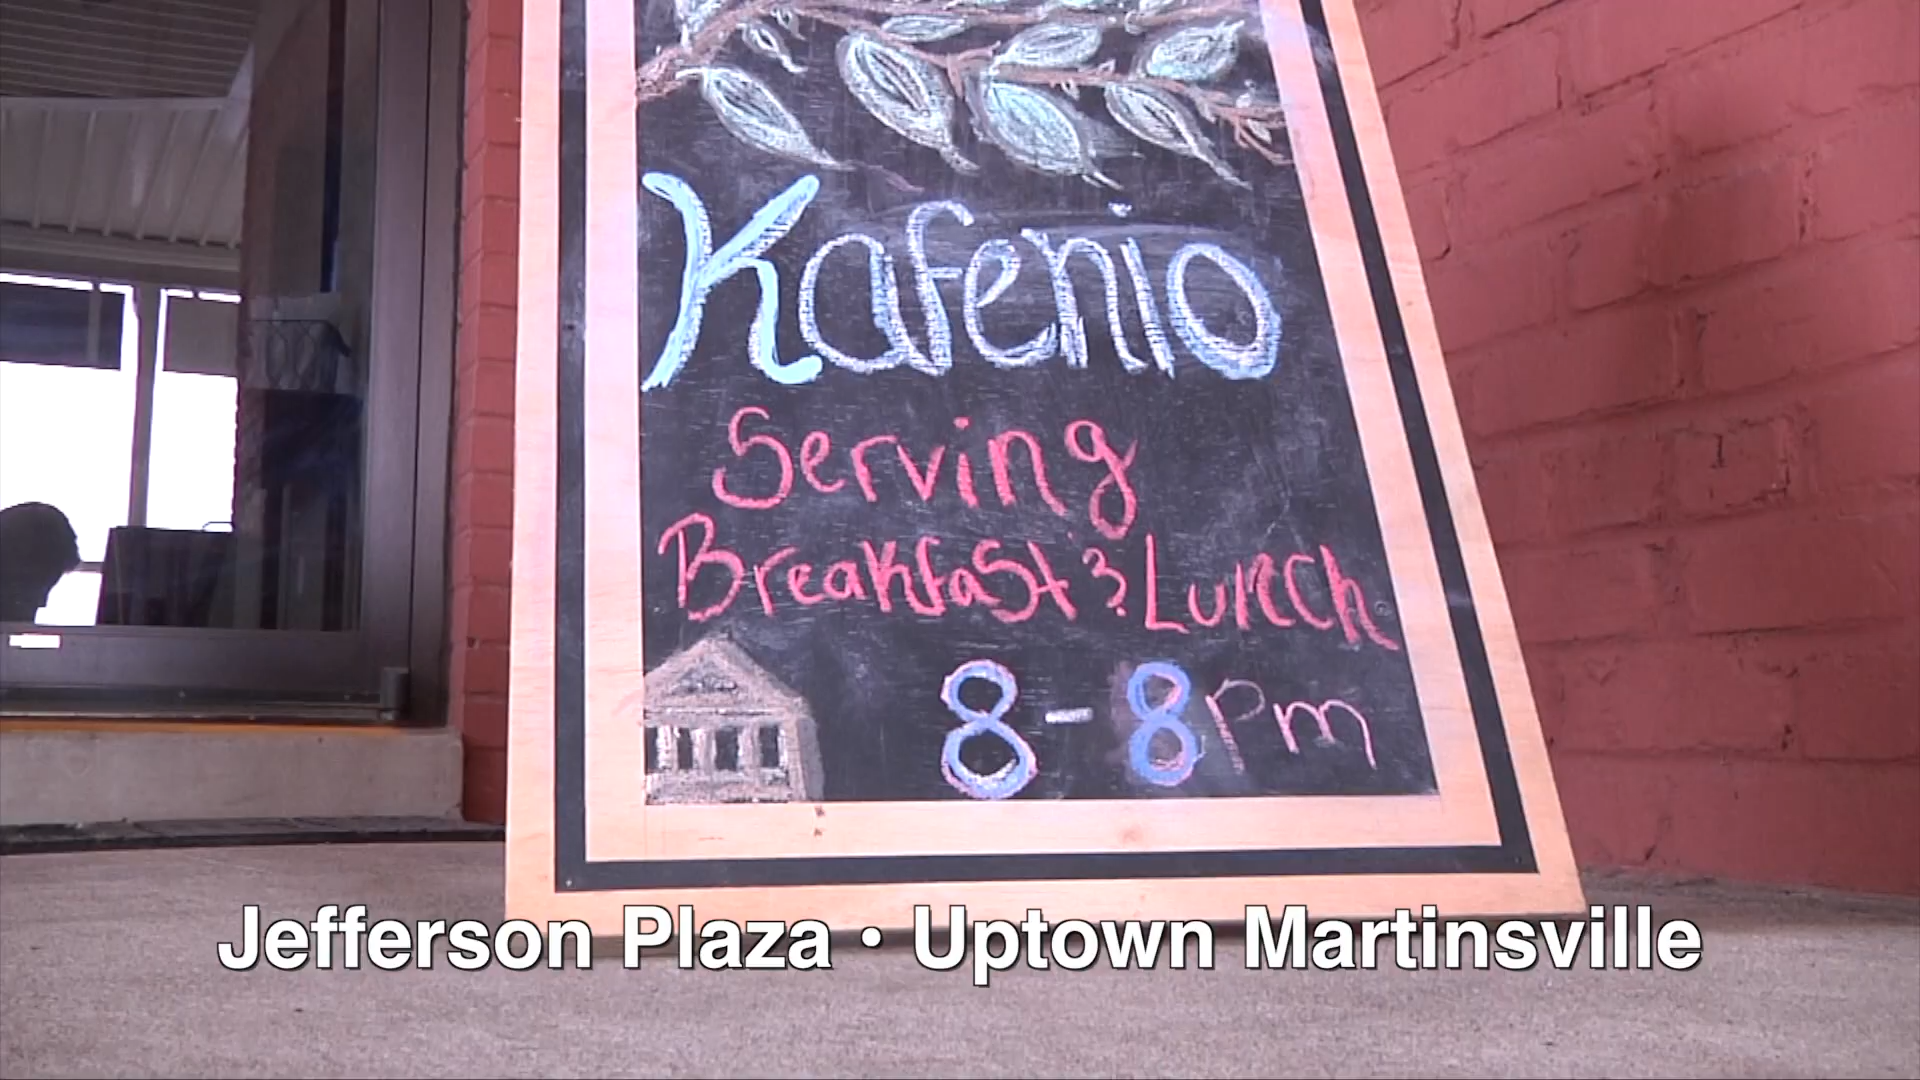 Kafenio
Serving
Breakfast & Lunch
8-8pm
Jefferson Plaza • Uptown Martinsville